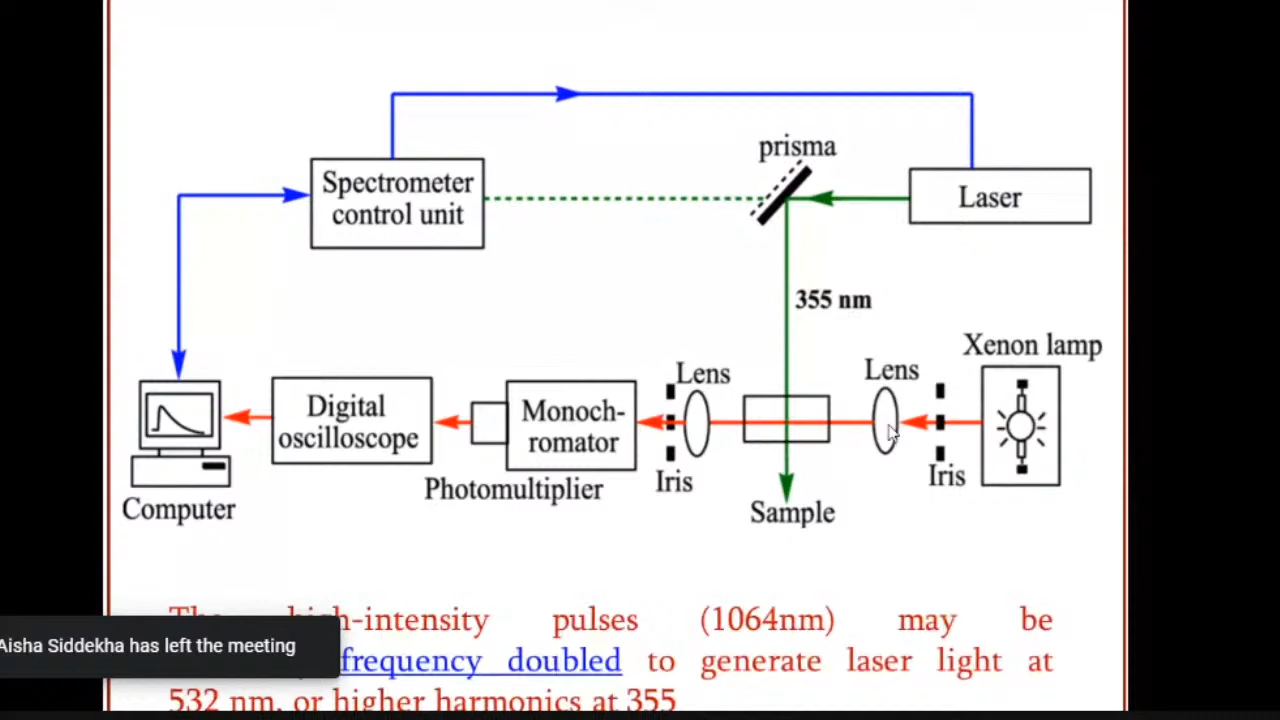 prisma
Spectrometer
control unit
Laser
355 nm
Xenon lamp
Lens
Lens
Digital
oscilloscope
Monoch-
romator
Iris
Iris
Photomultiplier
Computer
Sample
high-intensity pulses (1064nm) may be
frequency doubled to generate laser light at
532 nm, or higher harmonics at 355
Aisha Siddekha has left the meeting